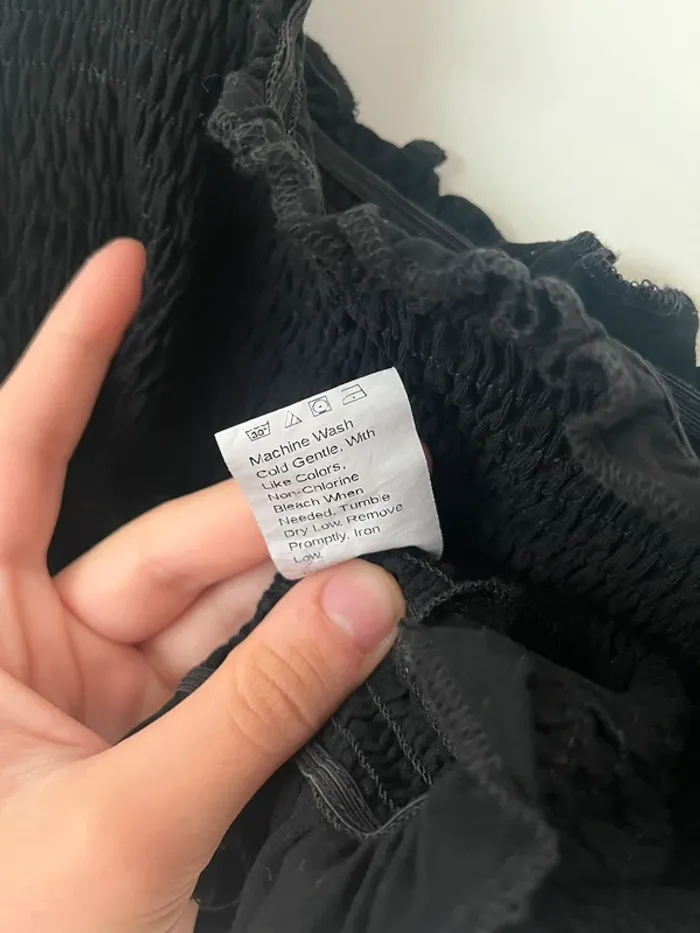 30°
Machine Wash
Cold Gentle, With
Like Colors,
Non-Chlorine
Bleach When
Needed, Tumble
Dry Low. Remove
Promptly, Iron
Low.